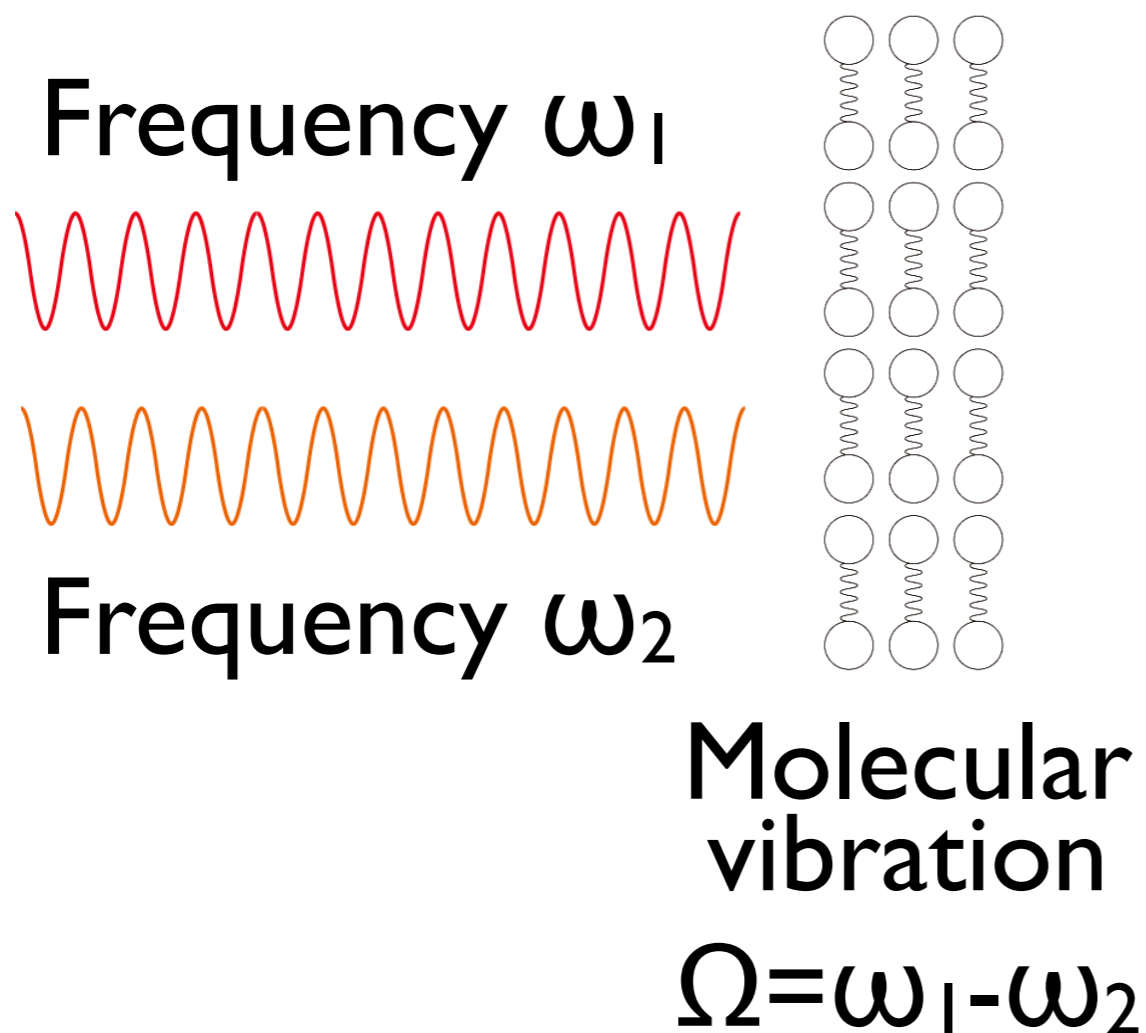 Frequency ω₁
Frequency ω₂
Molecular
vibration
Ω=ω₁-ω₂